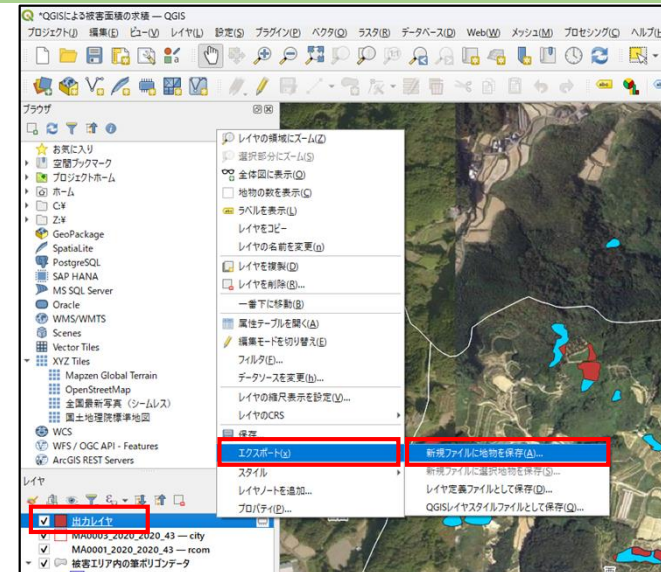 *QGISによる被害面積の求積 — QGIS
プロジェクト(J) 編集(E) ビュー(V) レイヤ(L) 設定(S) プラグイン(P) ベクタ(O) ラスタ(R) データベース(D) Web(W) メッシュ(M) プロセシング(C) ヘルプ(H
ブラウザ
お気に入り
空間ブックマーク
プロジェクトホーム
ホーム
C:¥
Z:¥
GeoPackage
SpatiaLite
PostgreSQL
SAP HANA
MS SQL Server
Oracle
WMS/WMTS
Scenes
Vector Tiles
XYZ Tiles
Mapzen Global Terrain
OpenStreetMap
全国最新写真（シームレス）
国土地理院標準地図
WCS
WFS / OGC API - Features
ArcGIS REST Servers
レイヤ
出力レイヤ
MA0003_2020_2020_43 — city
MA0001_2020_2020_43 — rcom
被害エリア内の筆ポリゴンデータ
レイヤの領域にズーム(Z)
選択部分にズーム(S)
全体図に表示(O)
地物の数を表示(C)
ラベルを表示(L)
レイヤをコピー
レイヤの名前を変更(n)
レイヤを複製(D)
レイヤを削除(R)...
一番下に移動(B)
属性テーブルを開く(A)
編集モードを切り替え(E)
フィルタ(F)...
データソースを変更(h)...
レイヤの縮尺表示を設定(V)...
レイヤのCRS
保存...
エクスポート(x)
スタイル
レイヤノートを追加...
プロパティ(P)...
新規ファイルに地物を保存(A)...
新規ファイルに選択地物を保存(S)...
レイヤ定義ファイルとして保存(D)...
QGISレイヤスタイルファイルとして保存(Q)...